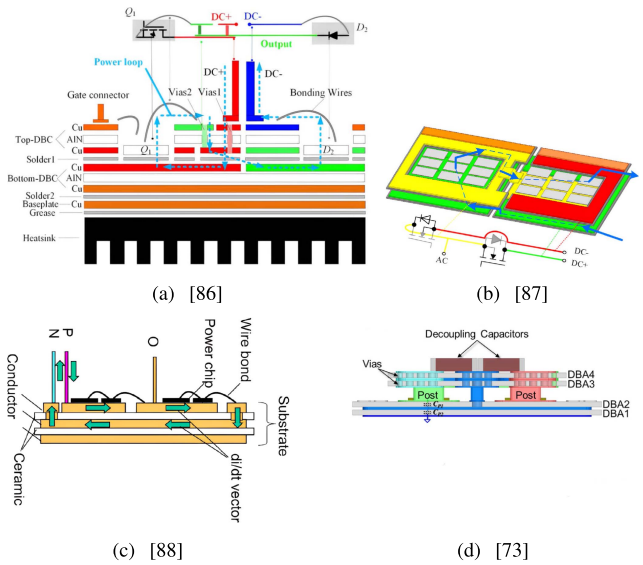 Q1
DC+
DC-
D2
Output
Power loop
DC+
DC-
Vias2
Vias1
Bonding Wires
Gate connector
Cu
Top-DBC
AlN
Cu
Q1
D2
Solder1
Cu
Bottom-DBC
AlN
Cu
Solder2
Baseplate
Cu
Grease
Heatsink
(a) [86]
AC
DC-
DC+
(b) [87]
N
P
O
Power chip
Wire bond
Conductor
Substrate
Ceramic
di/dt vector
(c) [88]
Decoupling Capacitors
Vias
DBA4
DBA3
Post
Post
DBA2
DBA1
(d) [73]